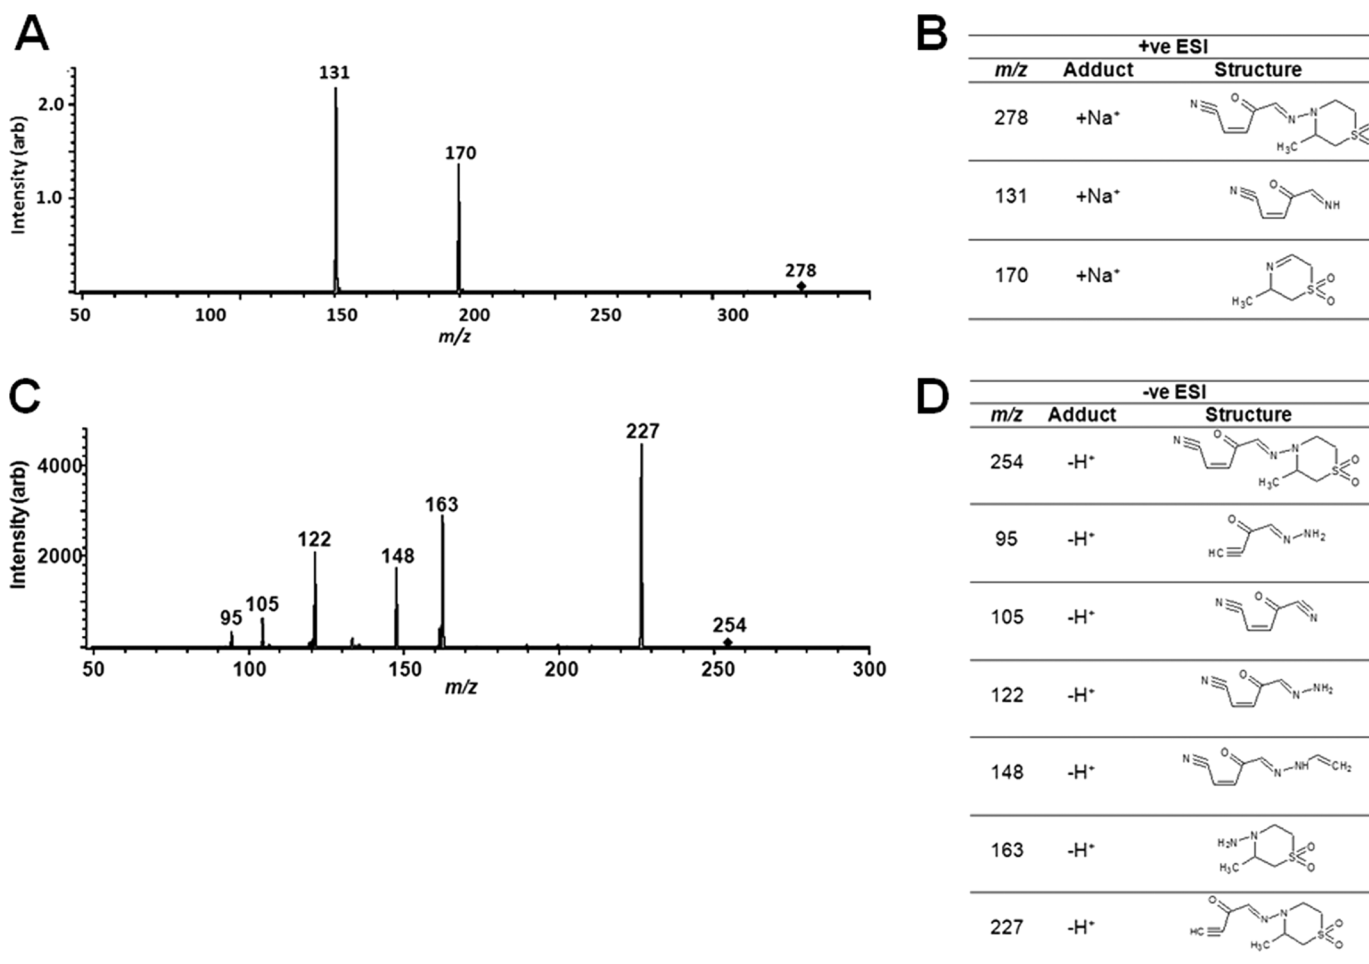 A
131
170
278
2.0
1.0
Intensity (arb)
50 100 150 200 250 300
m/z
B
+ve ESI
m/z Adduct Structure
278 +Na⁺
N O N N H₃C S
131 +Na⁺
N O NH
170 +Na⁺
N H₃C S O O
C
227
163
122
148
105
95
254
4000
2000
Intensity (arb)
50 100 150 200 250 300
m/z
D
-ve ESI
m/z Adduct Structure
254 -H⁺
N O N N H₃C S O O
95 -H⁺
O HC N NH₂
105 -H⁺
N O N
122 -H⁺
N O N NH₂
148 -H⁺
N O N NH CH₂
163 -H⁺
H₂N N H₃C S O O
227 -H⁺
O HC N N H₃C S O O